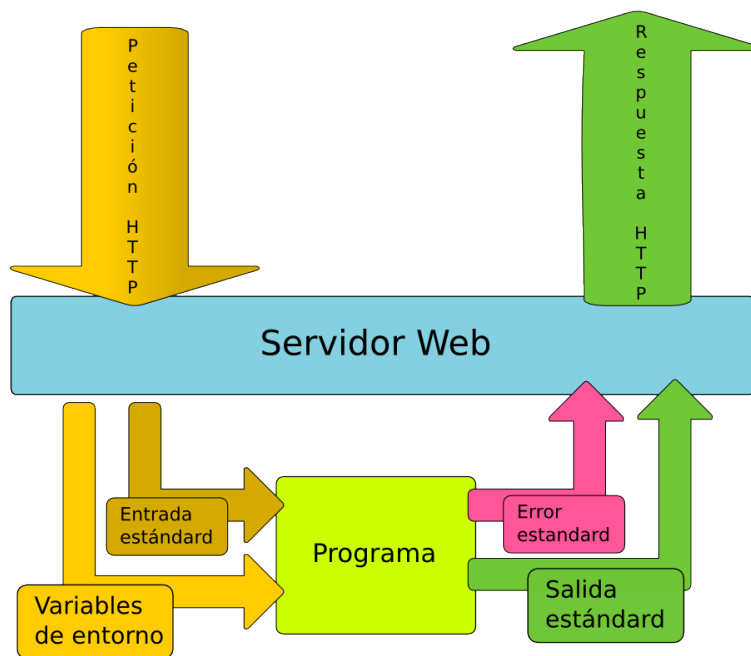 Petición HTTP
Respuesta HTTP
Servidor Web
Entrada
estándard
Error
estandard
Programa
Variables
de entorno
Salida
estándard